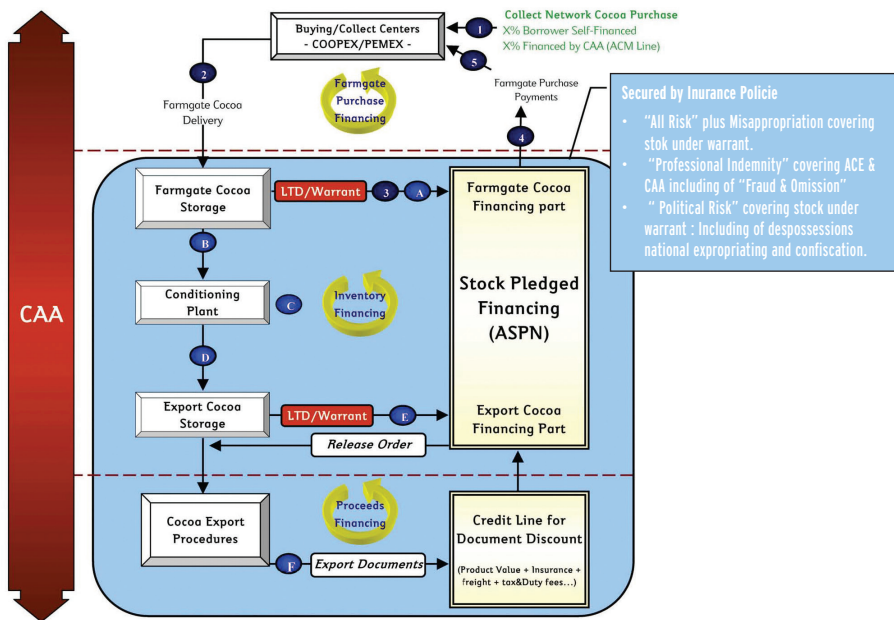 Collect Network Cocoa Purchase
X% Borrower Self-Financed
X% Financed by CAA (ACM Line)
1
5
Buying/Collect Centers
- COOPEX/PEMEX -
2
Farmgate Cocoa
Delivery
Farmgate
Purchase
Financing
Farmgate Purchase
Payments
4
Secured by Inurance Policie
• "All Risk" plus Misappropriation covering
stok under warrant.
• "Professional Indemnity" covering ACE &
CAA including of "Fraud & Omission"
• " Political Risk" covering stock under
warrant : Including of despossessions
national expropriating and confiscation.
CAA
Farmgate Cocoa
Storage
LTD/Warrant
3
A
Farmgate Cocoa
Financing part
B
Conditioning
Plant
C
Inventory
Financing
Stock Pledged
Financing
(ASPN)
D
Export Cocoa
Storage
LTD/Warrant
E
Export Cocoa
Financing Part
Release Order
Cocoa Export
Procedures
Proceeds
Financing
F
Export Documents
Credit Line for
Document Discount
(Product Value + Insurance +
freight + tax&Duty fees...)